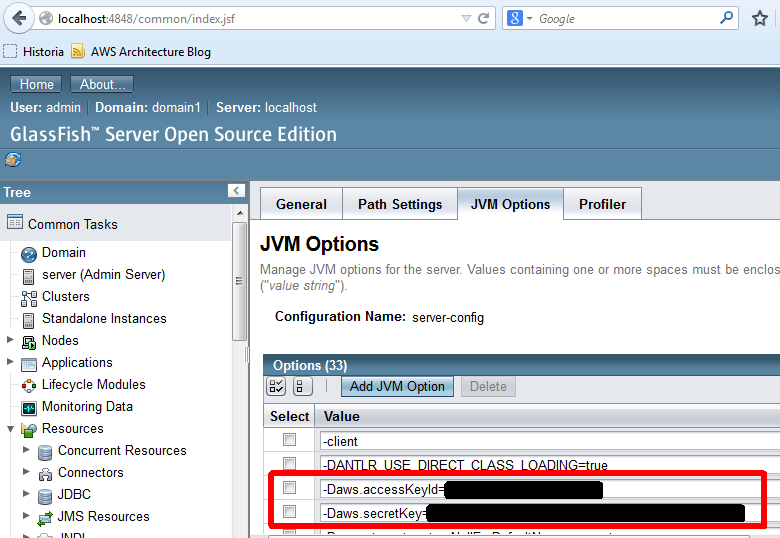 localhost:4848/common/index.jsf
Google
Historia
AWS Architecture Blog
Home
About...
User: admin
Domain: domain1
Server: localhost
GlassFish™ Server Open Source Edition
Tree
Common Tasks
Domain
server (Admin Server)
Clusters
Standalone Instances
Nodes
Applications
Lifecycle Modules
Monitoring Data
Resources
Concurrent Resources
Connectors
JDBC
JMS Resources
JNDI
General
Path Settings
JVM Options
Profiler
JVM Options
Manage JVM options for the server. Values containing one or more spaces must be enclos
("value string").
Configuration Name: server-config
Options (33)
Add JVM Option
Delete
Select
Value
-client
-DANTLR_USE_DIRECT_CLASS_LOADING=true
-Daws.accessKeyId=
-Daws.secretKey=